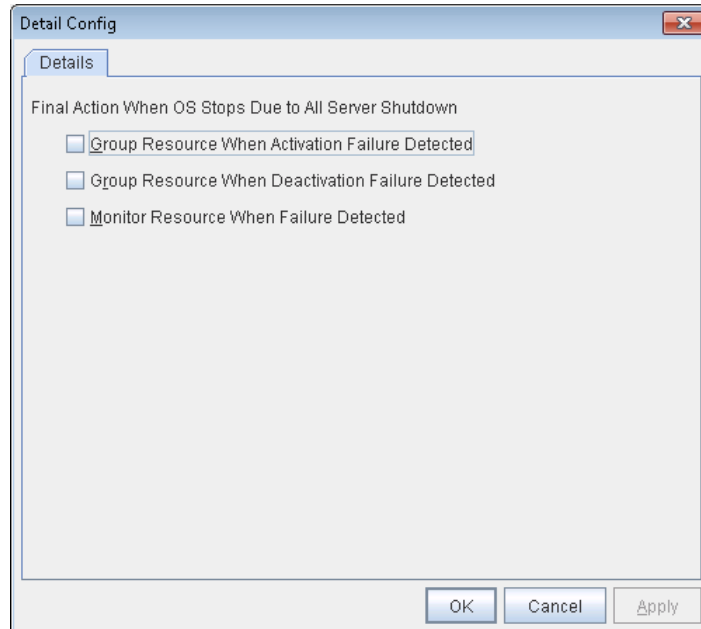 Detail Config
Details
Final Action When OS Stops Due to All Server Shutdown
Group Resource When Activation Failure Detected
Group Resource When Deactivation Failure Detected
Monitor Resource When Failure Detected
OK Cancel Apply